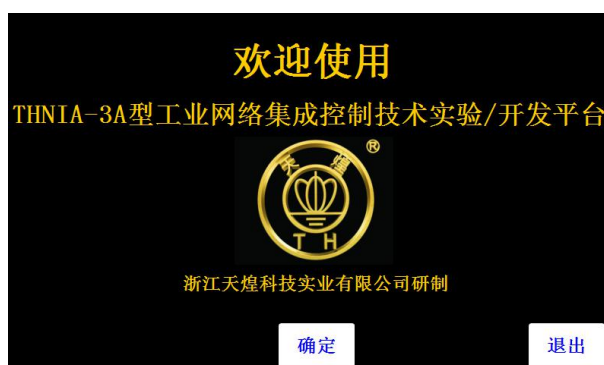 欢迎使用
THNIA-3A型工业网络集成控制技术实验/开发平台
天煌®
TH
浙江天煌科技实业有限公司研制
确定 退出